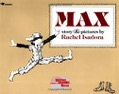 MAX
story & pictures by
Rachel Isadora